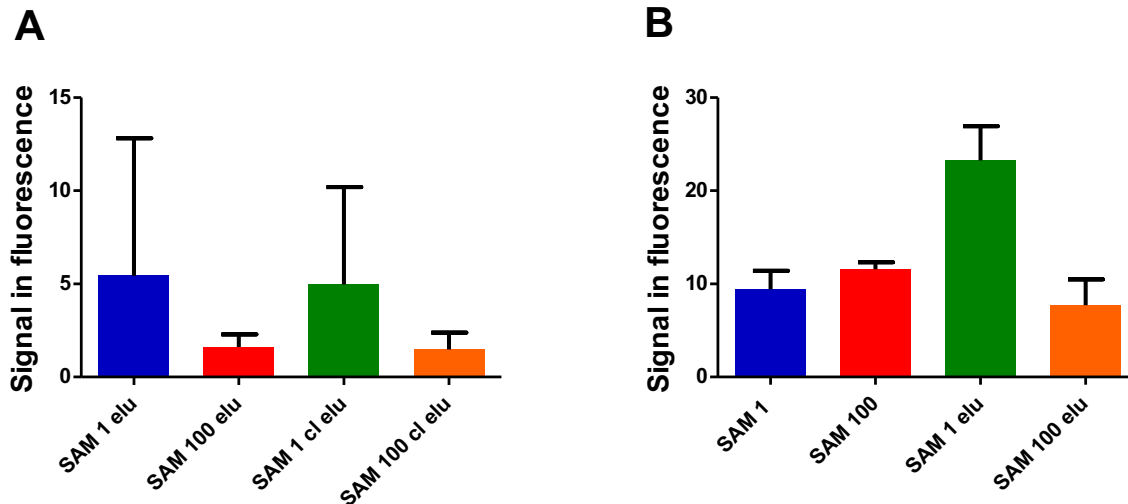 A
Signal in fluorescence
15
10
5
0
SAM 1 elu
SAM 100 elu
SAM 1 cl elu
SAM 100 cl elu
B
Signal in fluorescence
30
20
10
0
SAM 1
SAM 100
SAM 1 elu
SAM 100 elu